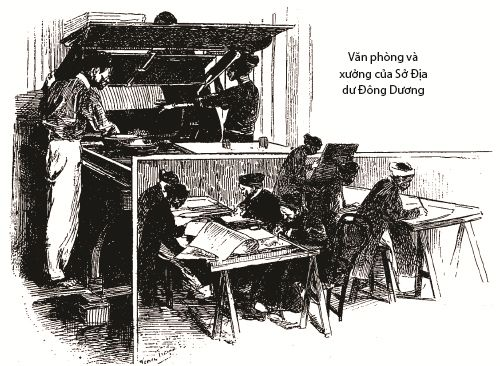 Văn phòng và
xưởng của Sở Địa
dư Đông Dương